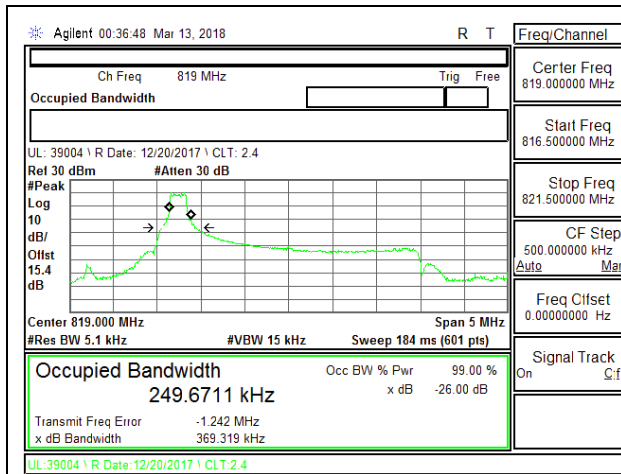 Agilent 00:36:48 Mar 13, 2018 R T
Freq/Channel
Ch Freq 819 MHz Trig Free
Occupied Bandwidth
Center Freq
819.000000 MHz
Start Freq
816.500000 MHz
Stop Freq
821.500000 MHz
CF Step
500.000000 kHz
Auto Man
Freq Offset
0.00000000 Hz
Signal Track
On
UL: 39004 \ R Date: 12/20/2017 \ CLT: 2.4
Ref 30 dBm #Atten 30 dB
#Peak
Log
10
dB/
Offst
15.4
dB
Center 819.000 MHz Span 5 MHz
#Res BW 5.1 kHz #VBW 15 kHz Sweep 184 ms (601 pts)
Occupied Bandwidth
249.6711 kHz
Occ BW % Pwr 99.00 %
x dB -26.00 dB
Transmit Freq Error -1.242 MHz
x dB Bandwidth 369.319 kHz
UL:39004 \ R Date:12/20/2017 \ CLT:2.4